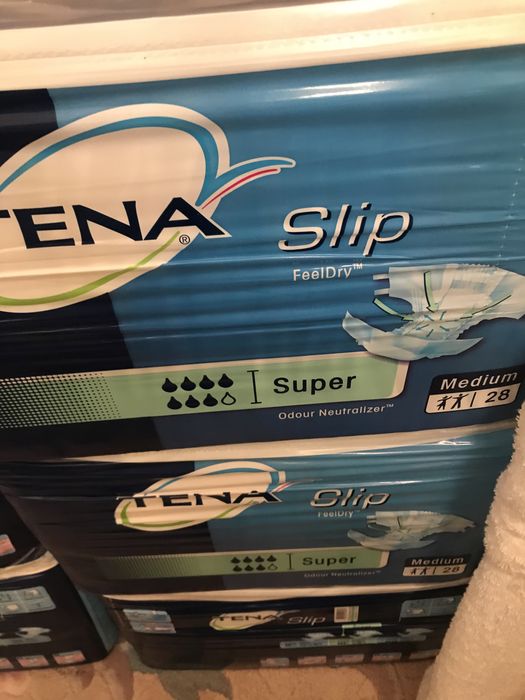 TENA®
Slip
FeelDry™
Super
Odour Neutralizer™
Medium
28
TENA
Slip
FeelDry™
Super
Odour Neutralizer™
Medium
28
TENA Slip